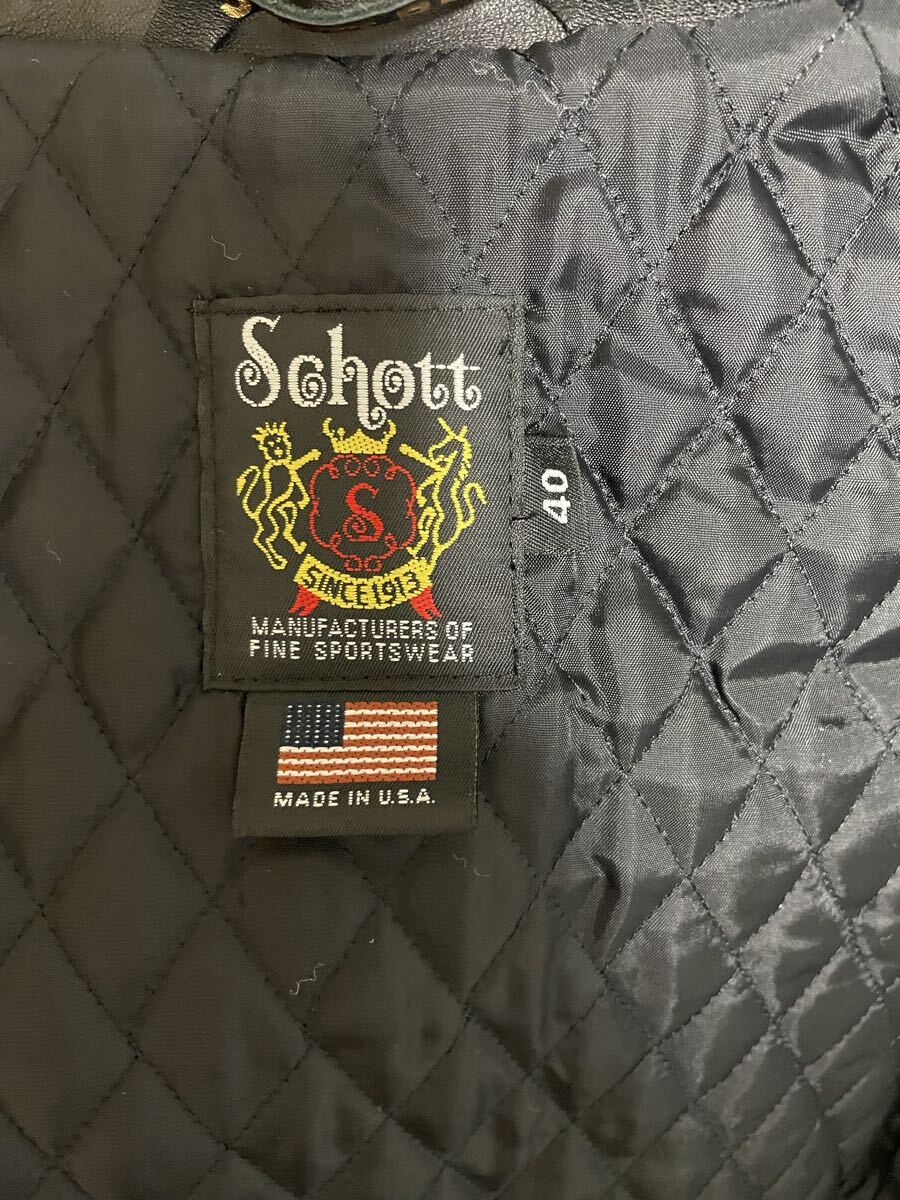 Schott
S
SINCE 1913
MANUFACTURERS OF
FINE SPORTSWEAR
40
MADE IN U.S.A.